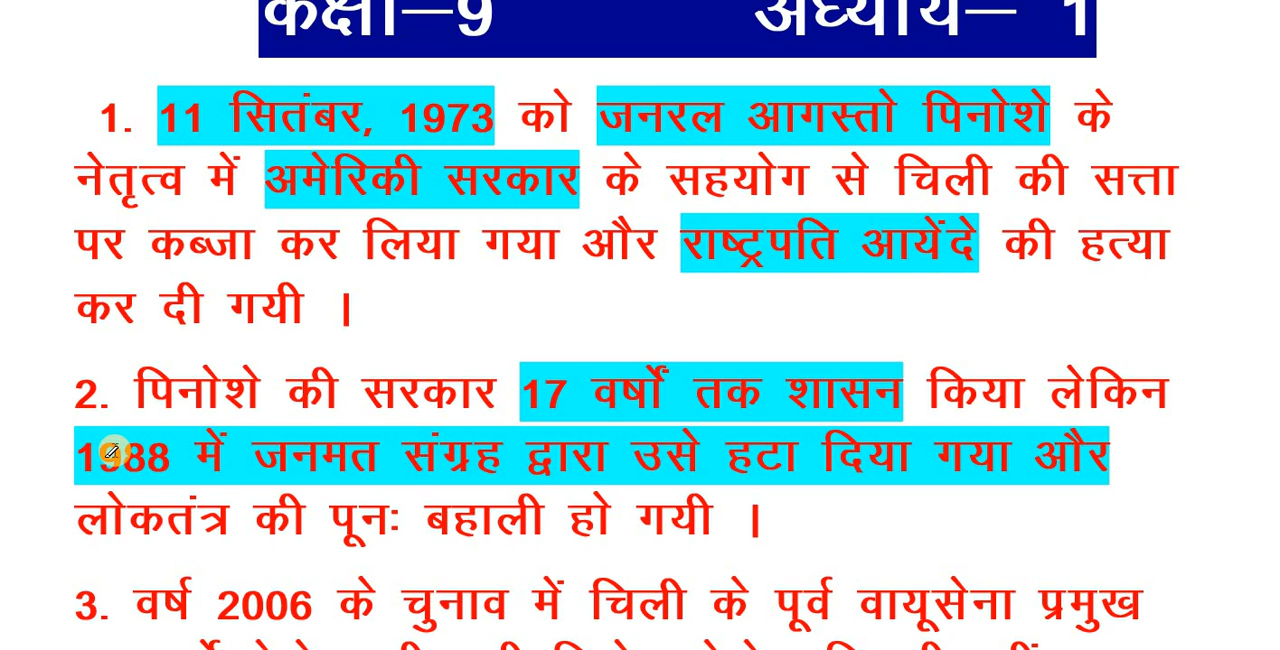 कक्षा–9 अध्याय– 1
1. 11 सितंबर, 1973 को जनरल आगस्तो पिनोशे के
नेतृत्व में अमेरिकी सरकार के सहयोग से चिली की सत्ता
पर कब्जा कर लिया गया और राष्ट्रपति आयेंदे की हत्या
कर दी गयी ।
2. पिनोशे की सरकार 17 वर्षों तक शासन किया लेकिन
1988 में जनमत संग्रह द्वारा उसे हटा दिया गया और
लोकतंत्र की पूनः बहाली हो गयी ।
3. वर्ष 2006 के चुनाव में चिली के पूर्व वायूसेना प्रमुख